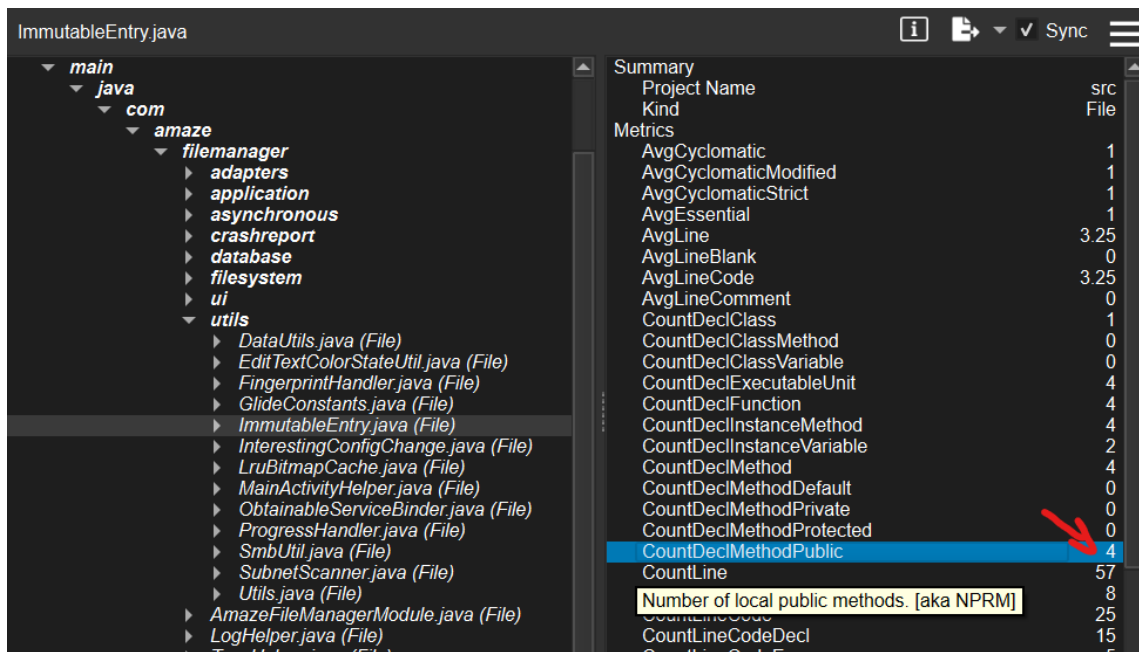 ImmutableEntry.java
Sync
main
java
com
amaze
filemanager
adapters
application
asynchronous
crashreport
database
filesystem
ui
utils
DataUtils.java (File)
EditTextColorStateUtil.java (File)
FingerprintHandler.java (File)
GlideConstants.java (File)
ImmutableEntry.java (File)
InterestingConfigChange.java (File)
LruBitmapCache.java (File)
MainActivityHelper.java (File)
ObtainableServiceBinder.java (File)
ProgressHandler.java (File)
SmbUtil.java (File)
SubnetScanner.java (File)
Utils.java (File)
AmazeFileManagerModule.java (File)
LogHelper.java (File)
Summary
Project Name src
Kind File
Metrics
AvgCyclomatic 1
AvgCyclomaticModified 1
AvgCyclomaticStrict 1
AvgEssential 1
AvgLine 3.25
AvgLineBlank 0
AvgLineCode 3.25
AvgLineComment 0
CountDeclClass 1
CountDeclClassMethod 0
CountDeclClassVariable 0
CountDeclExecutableUnit 4
CountDeclFunction 4
CountDeclInstanceMethod 4
CountDeclInstanceVariable 2
CountDeclMethod 4
CountDeclMethodDefault 0
CountDeclMethodPrivate 0
CountDeclMethodProtected 0
CountDeclMethodPublic 4
CountLine 57
Number of local public methods. [aka NPRM] 8
CountLineCode 25
CountLineCodeDecl 15